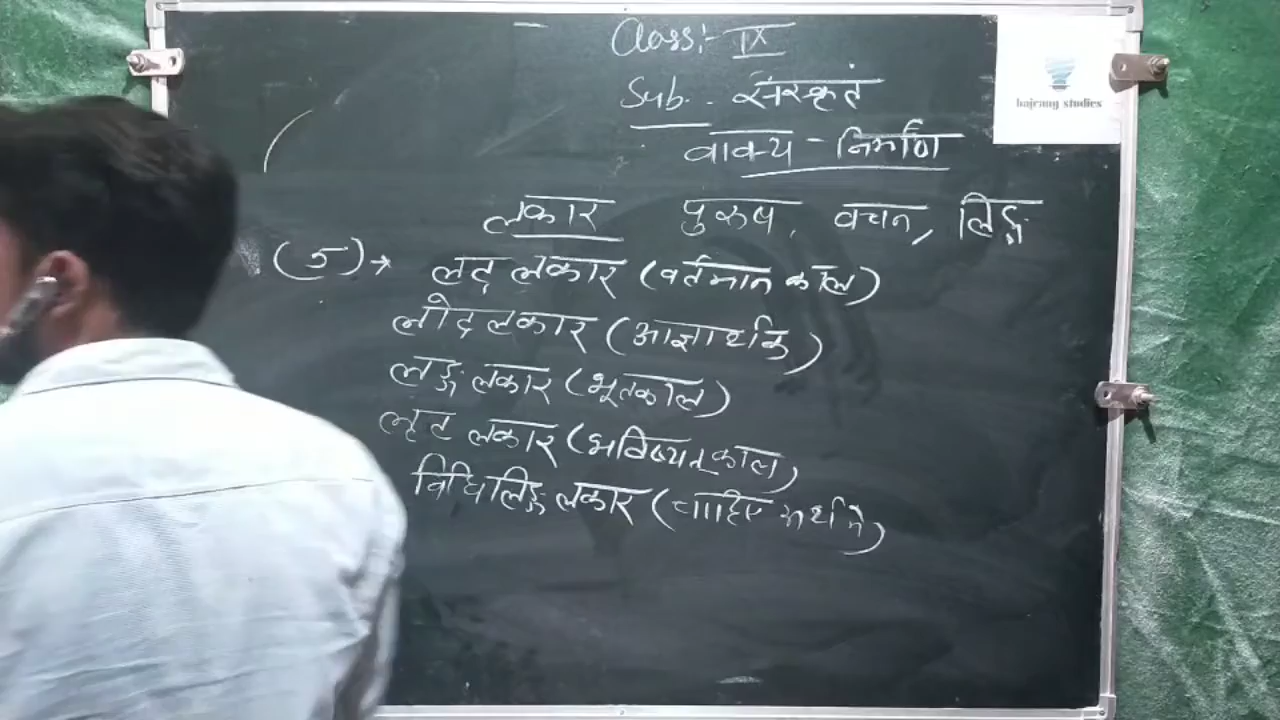 Class:- IX
Sub. संस्कृत
वाक्य - निर्माण
bajrang studies
लकार पुरुष, वचन, लिङ्ग
(5)→ लट् लकार (वर्तमान काल)
लोट् लकार (आज्ञार्थक)
लङ्ग लकार (भूतकाल)
लृट लकार (भविष्यत् काल)
विधिलिङ्ग लकार (चाहिए अर्थ में)